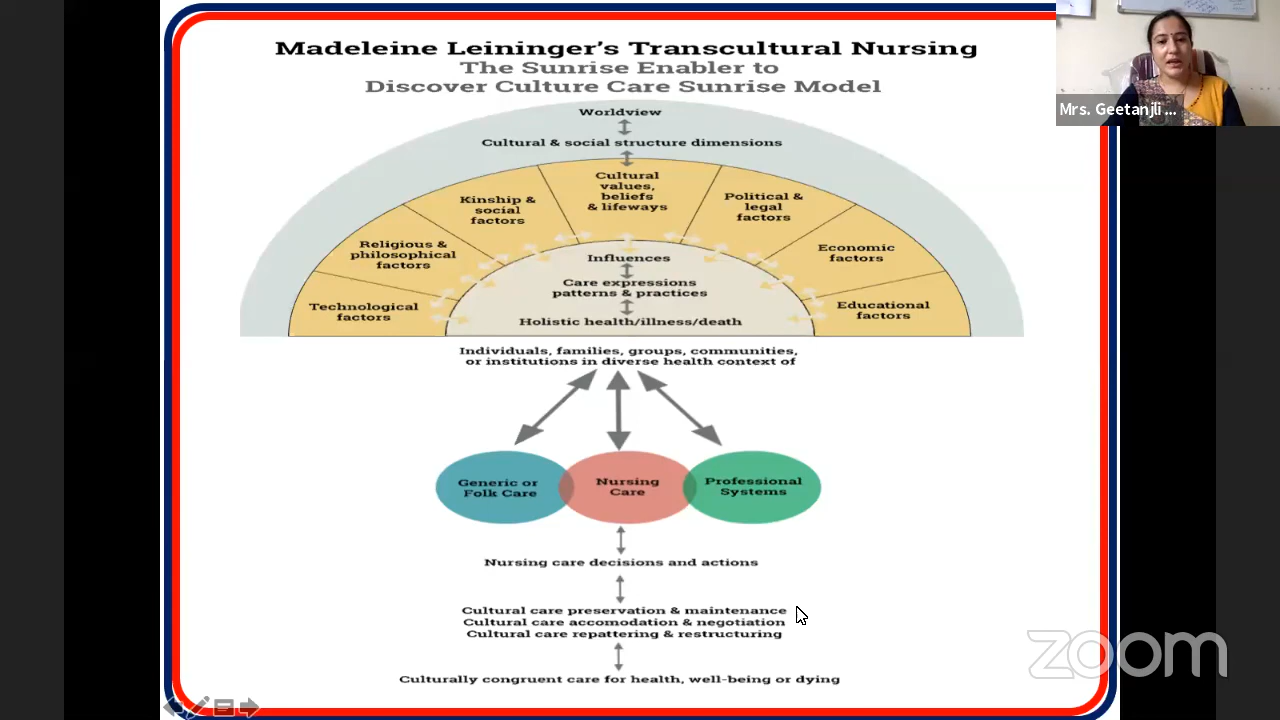 Madeleine Leininger's Transcultural Nursing
The Sunrise Enabler to
Discover Culture Care Sunrise Model
Mrs. Geetanjli ...
Worldview
Cultural & social structure dimensions
Cultural
values,
beliefs
& lifeways
Kinship &
social
factors
Political &
legal
factors
Religious &
philosophical
factors
Economic
factors
Technological
factors
Educational
factors
Influences
Care expressions
patterns & practices
Holistic health/illness/death
Individuals, families, groups, communities,
or institutions in diverse health context of
Generic or
Folk Care
Nursing
Care
Professional
Systems
Nursing care decisions and actions
Cultural care preservation & maintenance
Cultural care accomodation & negotiation
Cultural care repattering & restructuring
Culturally congruent care for health, well-being or dying
zoom